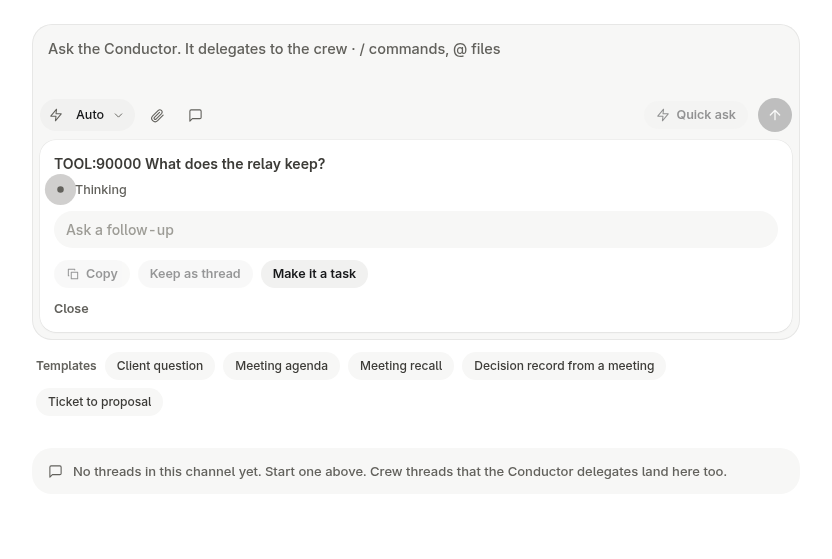 Ask the Conductor. It delegates to the crew · / commands, @ files
Auto
Quick ask
TOOL:90000 What does the relay keep?
Thinking
Ask a follow-up
Copy
Keep as thread
Make it a task
Close
Templates
Client question
Meeting agenda
Meeting recall
Decision record from a meeting
Ticket to proposal
No threads in this channel yet. Start one above. Crew threads that the Conductor delegates land here too.